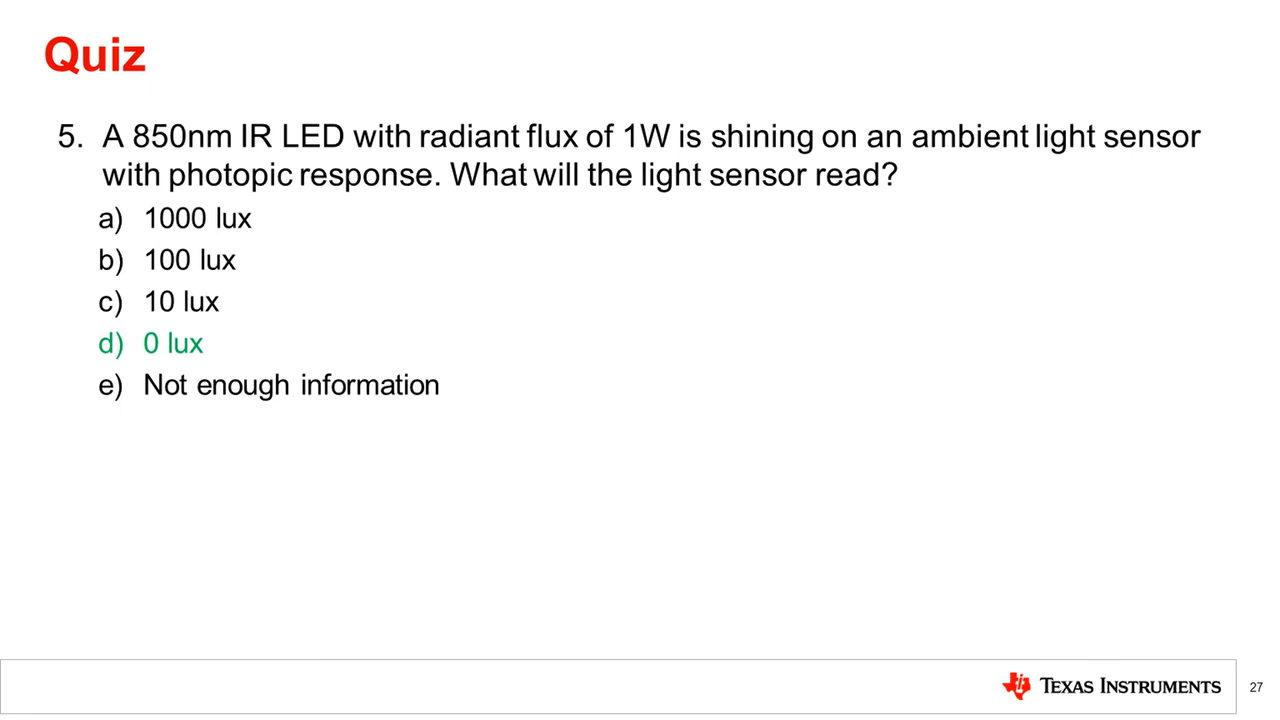 Quiz
5. A 850nm IR LED with radiant flux of 1W is shining on an ambient light sensor
with photopic response. What will the light sensor read?
a) 1000 lux
b) 100 lux
c) 10 lux
d) 0 lux
e) Not enough information
TEXAS INSTRUMENTS
27